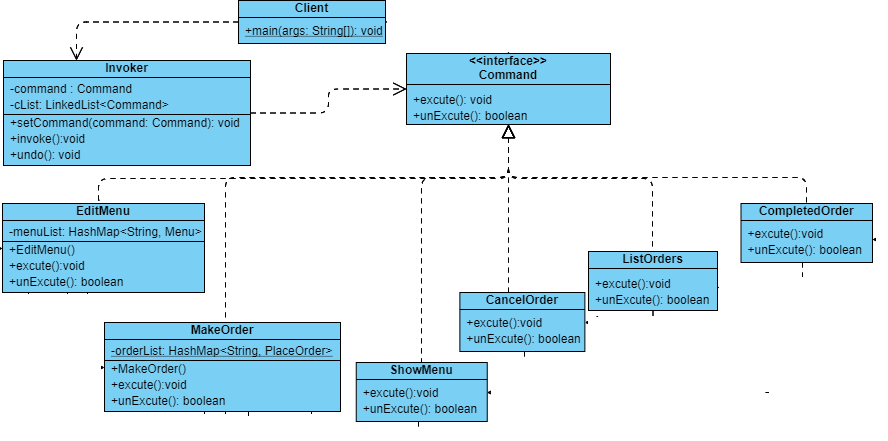 Client
+main(args: String[]): void
Invoker
-command : Command
-cList: LinkedList<Command>
+setCommand(command: Command): void
+invoke():void
+undo(): void
<<interface>>
Command
+excute(): void
+unExcute(): boolean
EditMenu
-menuList: HashMap<String, Menu>
+EditMenu()
+excute():void
+unExcute(): boolean
MakeOrder
-orderList: HashMap<String, PlaceOrder>
+MakeOrder()
+excute():void
+unExcute(): boolean
ShowMenu
+excute():void
+unExcute(): boolean
CancelOrder
+excute():void
+unExcute(): boolean
ListOrders
+excute():void
+unExcute(): boolean
CompletedOrder
+excute():void
+unExcute(): boolean